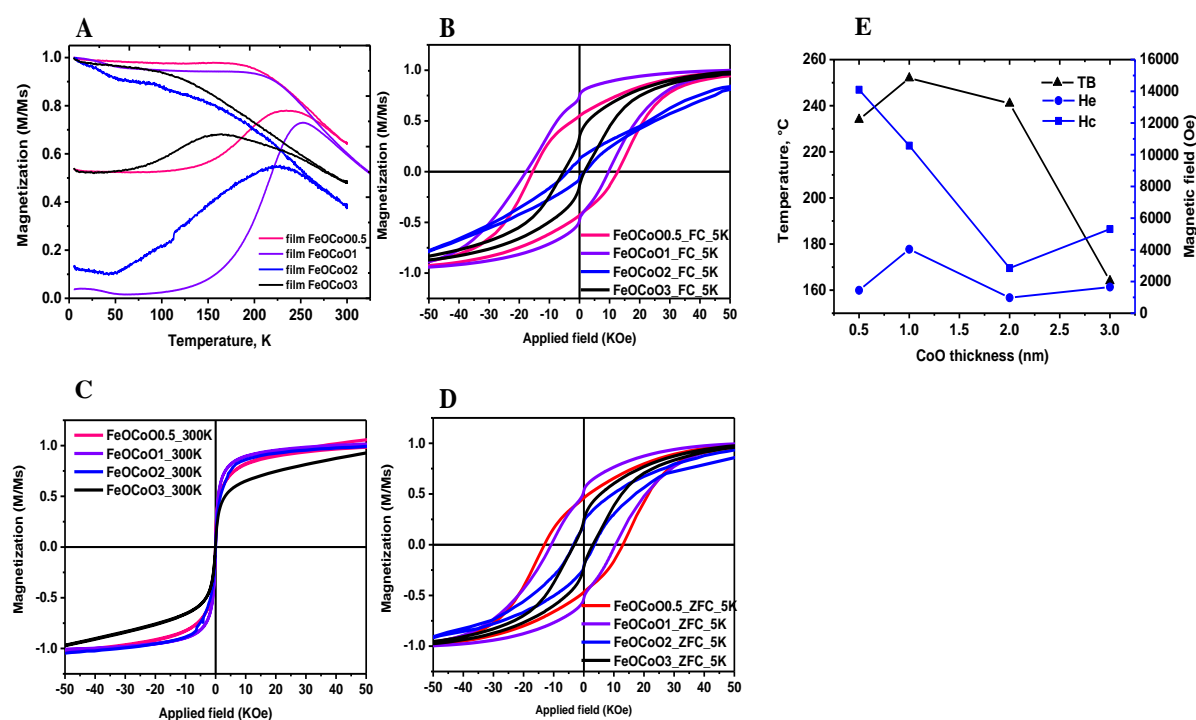 A
1.0
0.8
0.6
0.4
0.2
0.0
Magnetization (M/Ms)
film FeOCoO0.5
film FeOCoO1
film FeOCoO2
film FeOCoO3
0 50 100 150 200 250 300
Temperature, K
B
1.0
0.5
0.0
-0.5
-1.0
Magnetization (M/Ms)
FeOCoO0.5_FC_5K
FeOCoO1_FC_5K
FeOCoO2_FC_5K
FeOCoO3_FC_5K
-50 -40 -30 -20 -10 0 10 20 30 40 50
Applied field (KOe)
E
260
240
220
200
180
160
Temperature, °C
TB
He
Hc
16000
14000
12000
10000
8000
6000
4000
2000
0
Magnetic field (Oe)
0.5 1.0 1.5 2.0 2.5 3.0
CoO thickness (nm)
C
1.0
0.5
0.0
-0.5
-1.0
Magnetization (M/Ms)
FeOCoO0.5_300K
FeOCoO1_300K
FeOCoO2_300K
FeOCoO3_300K
-50 -40 -30 -20 -10 0 10 20 30 40 50
Applied field (KOe)
D
1.0
0.5
0.0
-0.5
-1.0
Magnetization (M/Ms)
FeOCoO0.5_ZFC_5K
FeOCoO1_ZFC_5K
FeOCoO2_ZFC_5K
FeOCoO3_ZFC_5K
-50 -40 -30 -20 -10 0 10 20 30 40 50
Applied field (KOe)